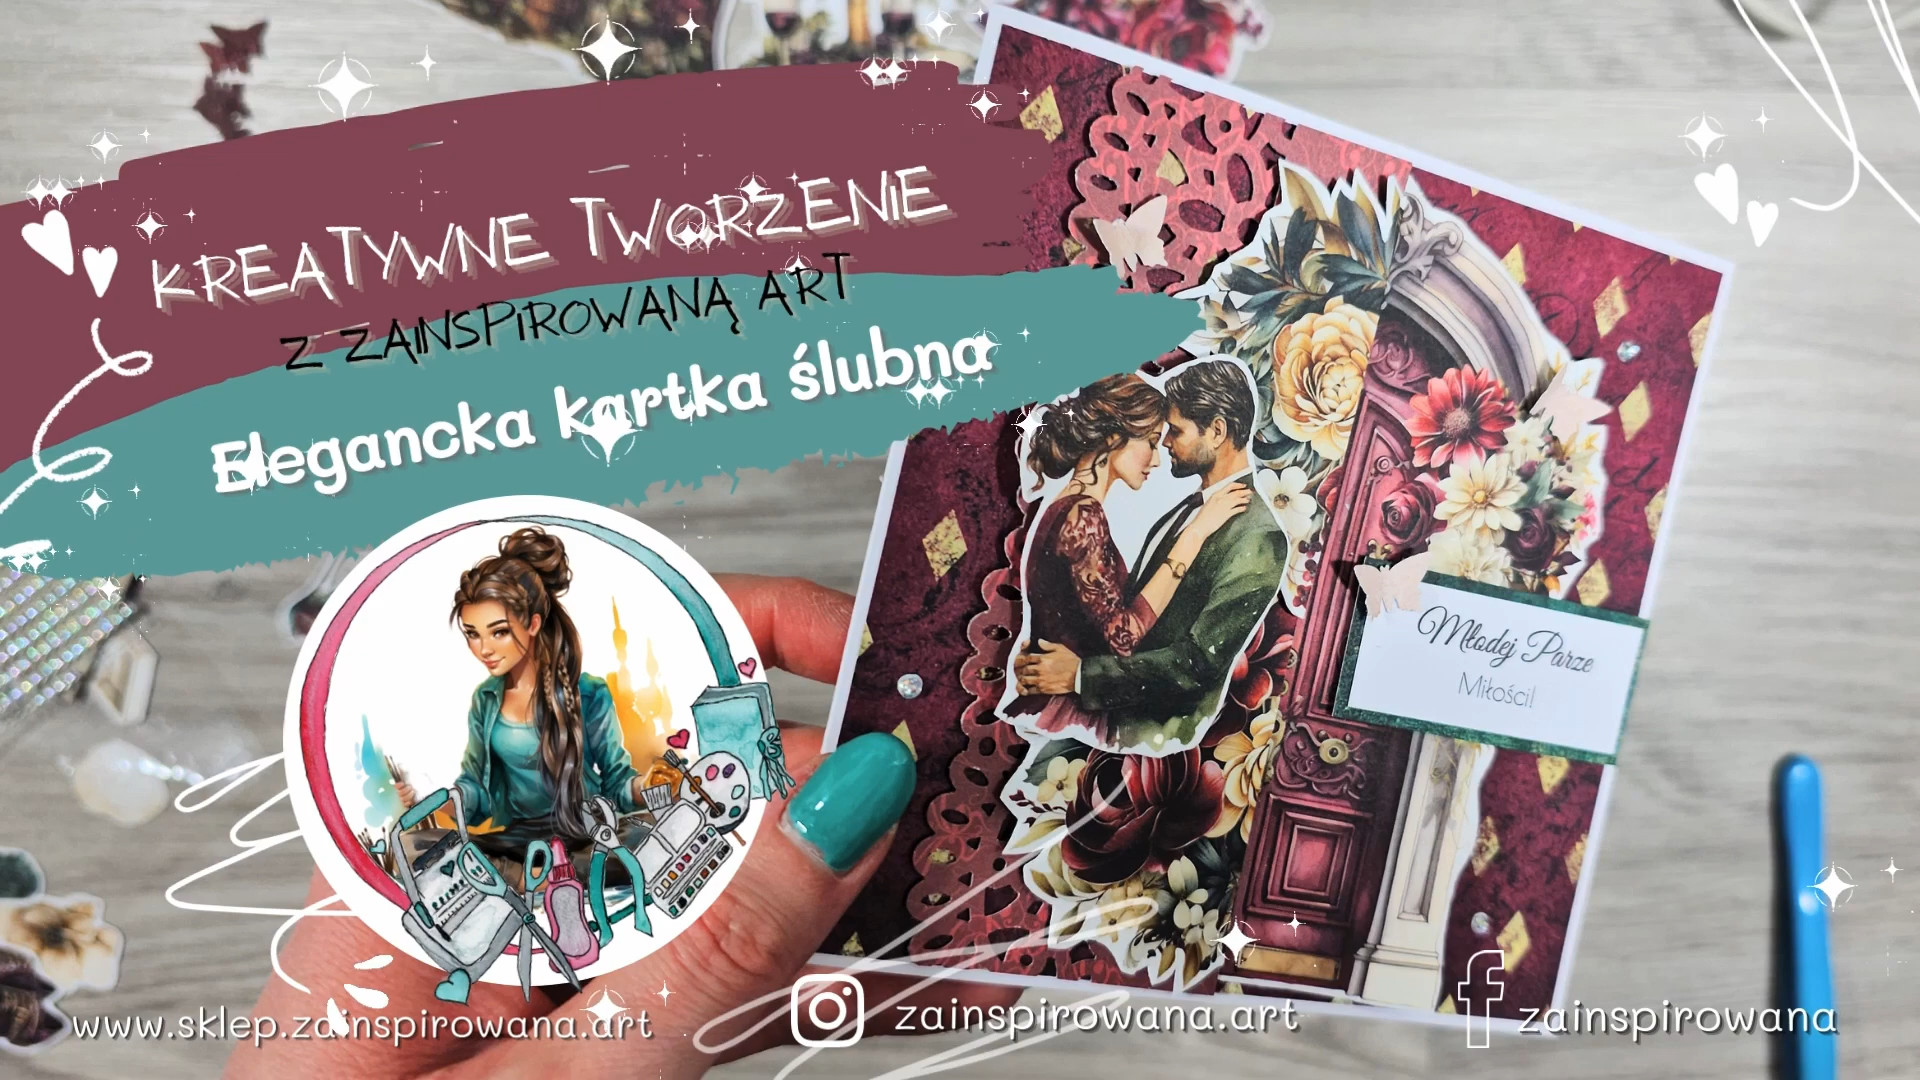 KREATYWNE TWORZENIE
Z ZAINSPIROWANĄ ART
Elegancka kartka ślubna
Młodej Parze
Miłości!
www.sklep.zainspirowana.art
zainspirowana.art
zainspirowana